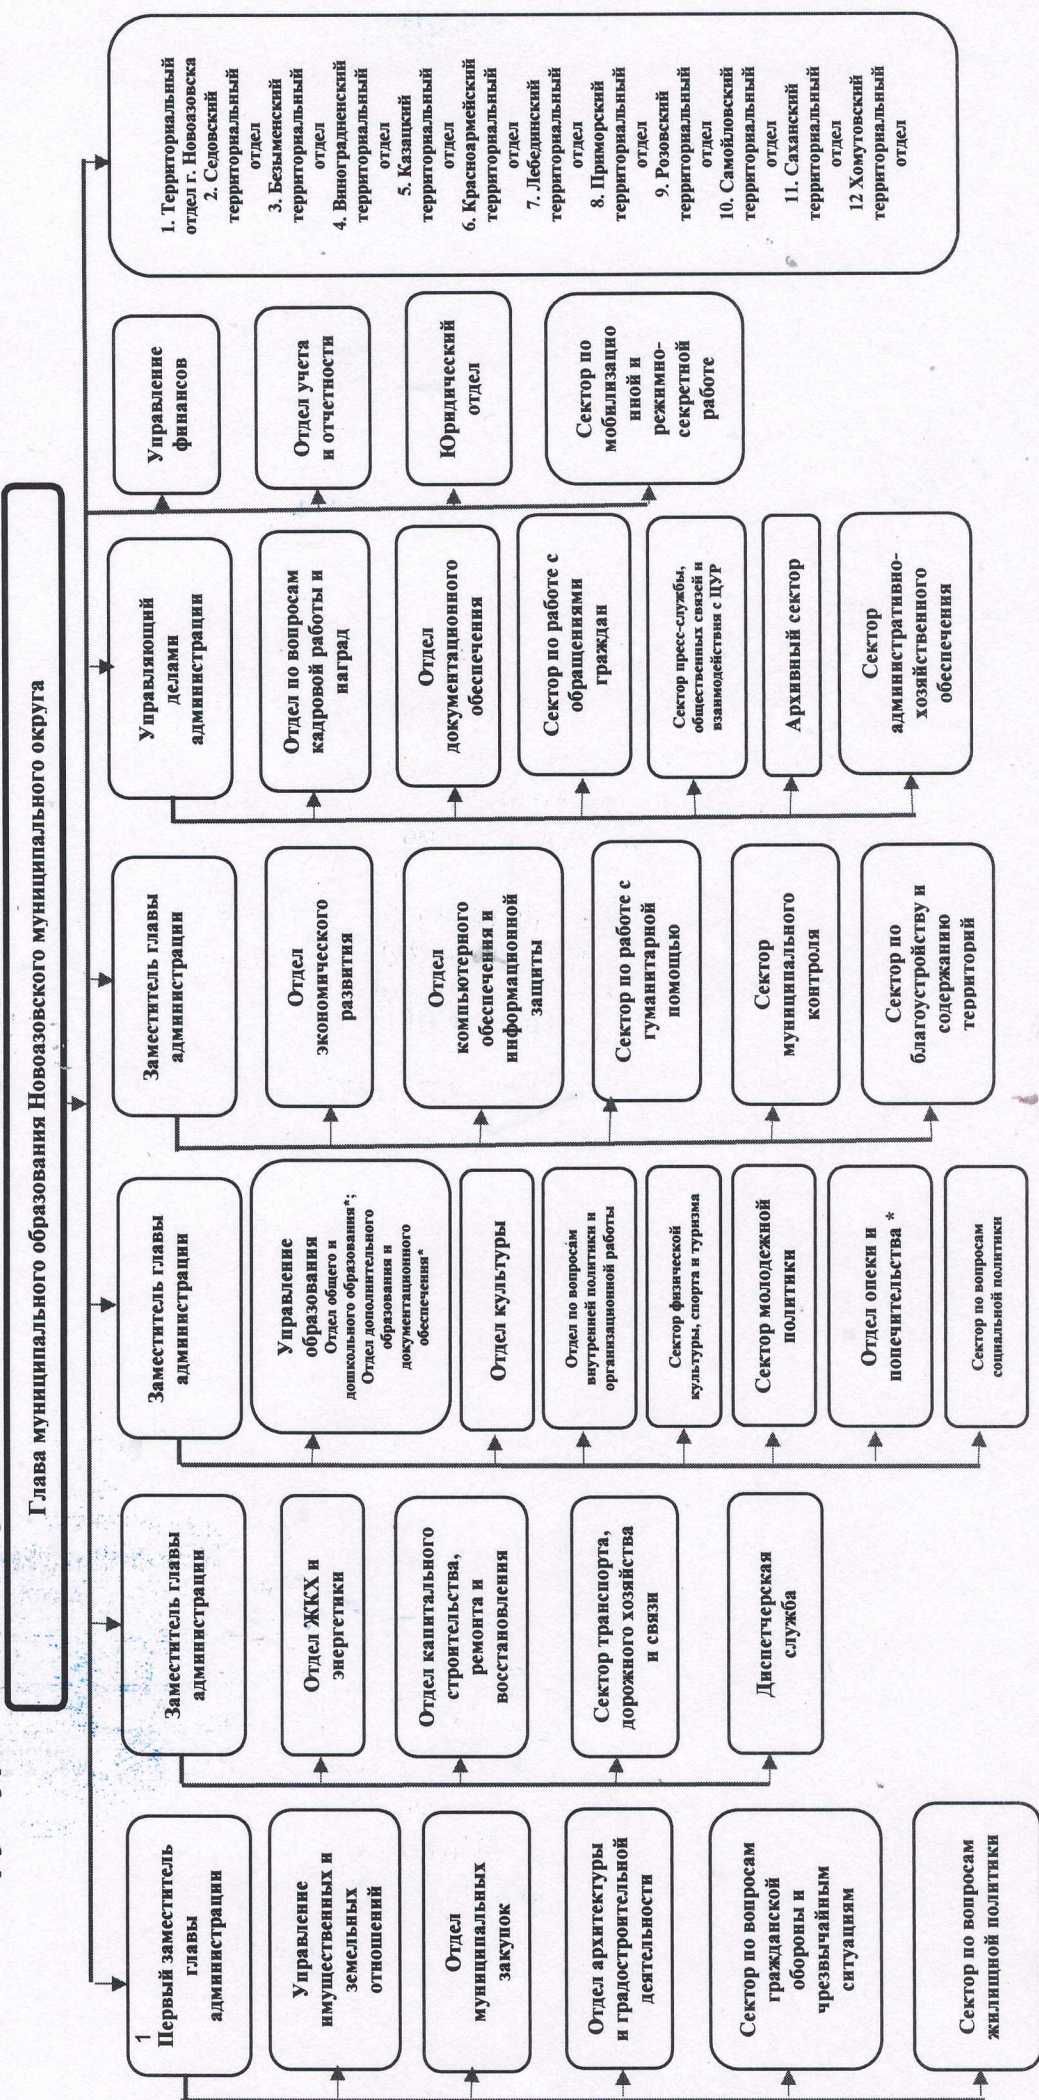 Глава муниципального образования Новоазовского муниципального округа
1
Первый заместитель
главы
администрации
Управление
имущественных и
земельных
отношений
Отдел
муниципальных
закупок
Отдел архитектуры
и градостроительной
деятельности
Сектор по вопросам
гражданской
обороны и
чрезвычайным
ситуациям
Сектор по вопросам
жилищной политики
Заместитель главы
администрации
Отдел ЖКХ и
энергетики
Отдел капитального
строительства,
ремонта и
восстановления
Сектор транспорта,
дорожного хозяйства
и связи
Диспетчерская
служба
Заместитель главы
администрации
Управление
образования
Отдел общего и
дошкольного образования*;
Отдел дополнительного
образования и
документационного
обеспечения*
Отдел культуры
Отдел по вопросам
внутренней политики и
организационной работы
Сектор физической
культуры, спорта и туризма
Сектор молодежной
политики
Отдел опеки и
попечительства *
Сектор по вопросам
социальной политики
Заместитель главы
администрации
Отдел
экономического
развития
Отдел
компьютерного
обеспечения и
информационной
защиты
Сектор по работе с
гуманитарной
помощью
Сектор
муниципального
контроля
Сектор по
благоустройству и
содержанию
территорий
Управляющий
делами
администрации
Отдел по вопросам
кадровой работы и
наград
Отдел
документационного
обеспечения
Сектор по работе с
обращениями
граждан
Сектор пресс-службы,
общественных связей и
взаимодействия с ЦУР
Архивный сектор
Сектор
административно-
хозяйственного
обеспечения
Управление
финансов
Отдел учета
и отчетности
Юридический
отдел
Сектор по
мобилизацио
нной и
режимно-
секретной
работе
1. Территориальный
отдел г. Новоазовска
2. Седовский
территориальный
отдел
3. Безыменский
территориальный
отдел
4. Виноградненский
территориальный
отдел
5. Казацкий
территориальный
отдел
6. Красноармейский
территориальный
отдел
7. Лебединский
территориальный
отдел
8. Приморский
территориальный
отдел
9. Розовский
территориальный
отдел
10. Самойловский
территориальный
отдел
11. Саханский
территориальный
отдел
12 Хомутовский
территориальный
отдел